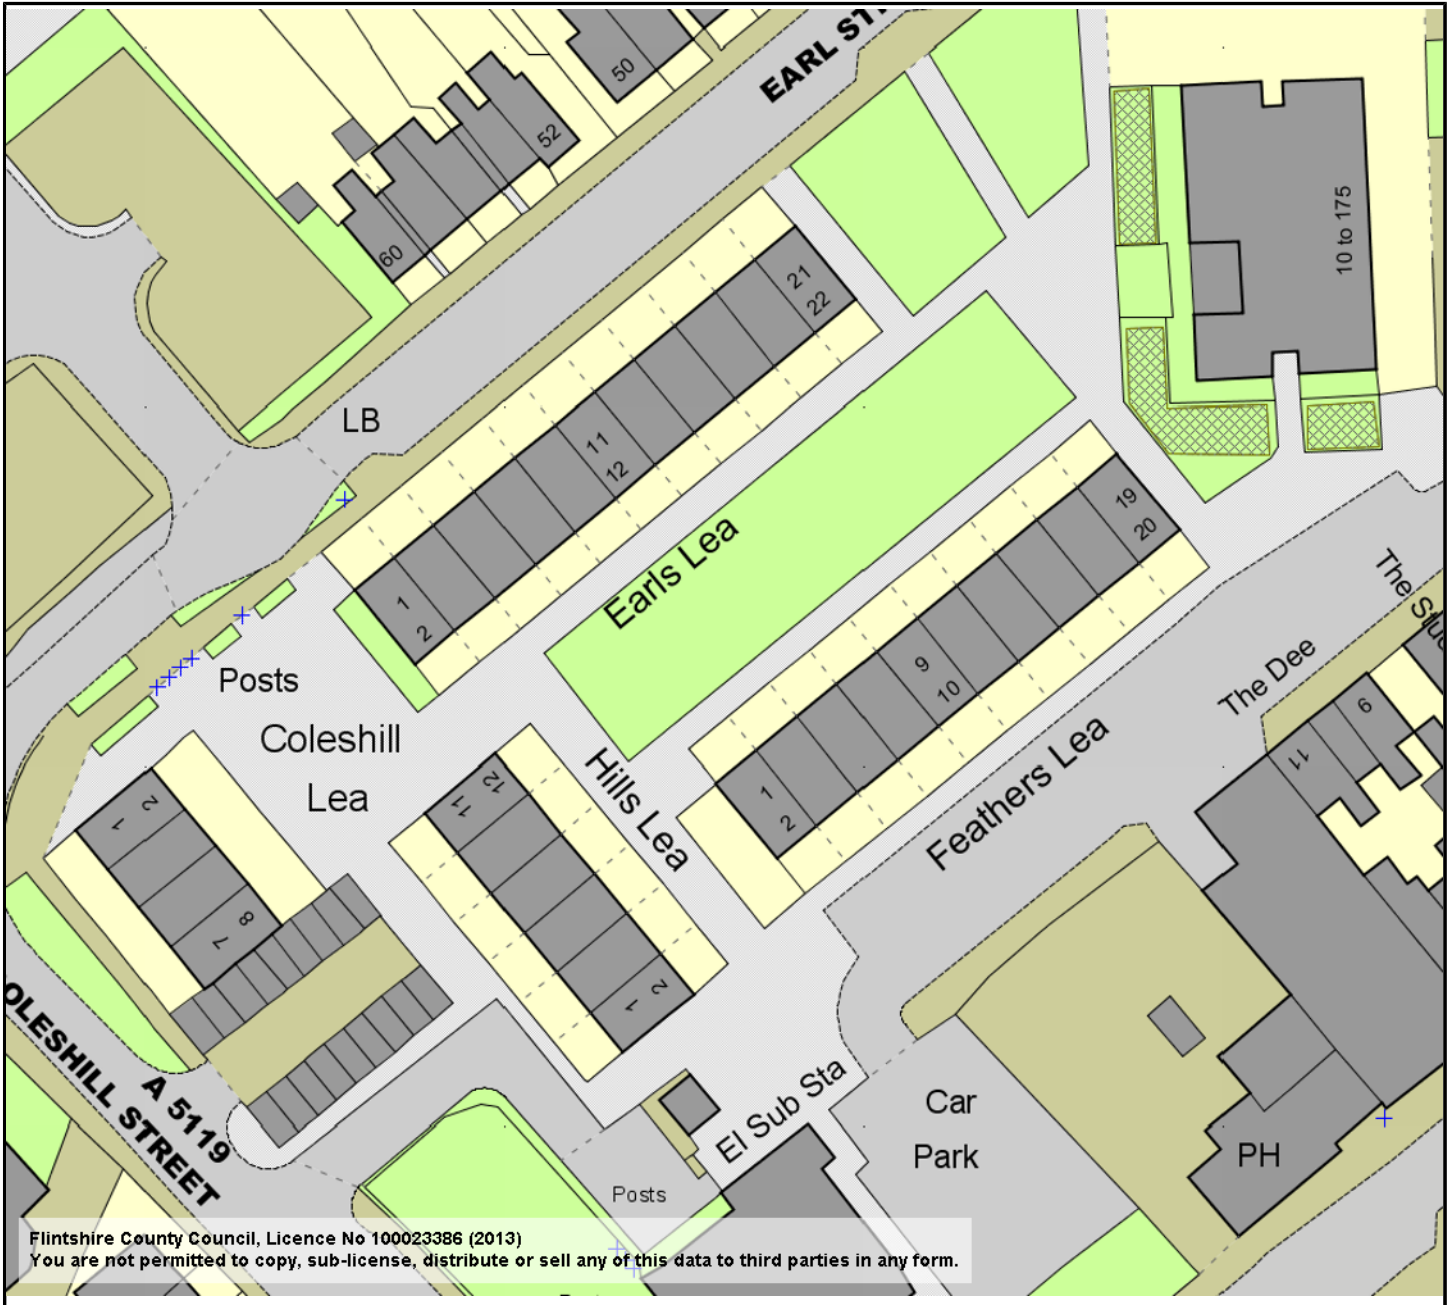 EARL ST
50
52
60
21
22
10 to 175
LB
11
12
1
2
Earls Lea
19
20
9
10
1
2
The Dee
Posts
Coleshill
Lea
Hills Lea
Feathers Lea
9
11
1 2
7 8
11 12
1 2
El Sub Sta
Car
Park
PH
Posts
OLESHILL STREET
A 5119
Flintshire County Council, Licence No 100023386 (2013)
You are not permitted to copy, sub-license, distribute or sell any of this data to third parties in any form.